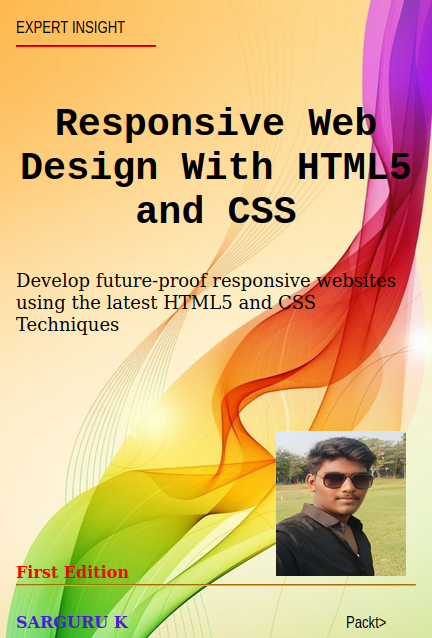 EXPERT INSIGHT
Responsive Web
Design With HTML5
and CSS
Develop future-proof responsive websites
using the latest HTML5 and CSS
Techniques
First Edition
SARGURU K
Packt>